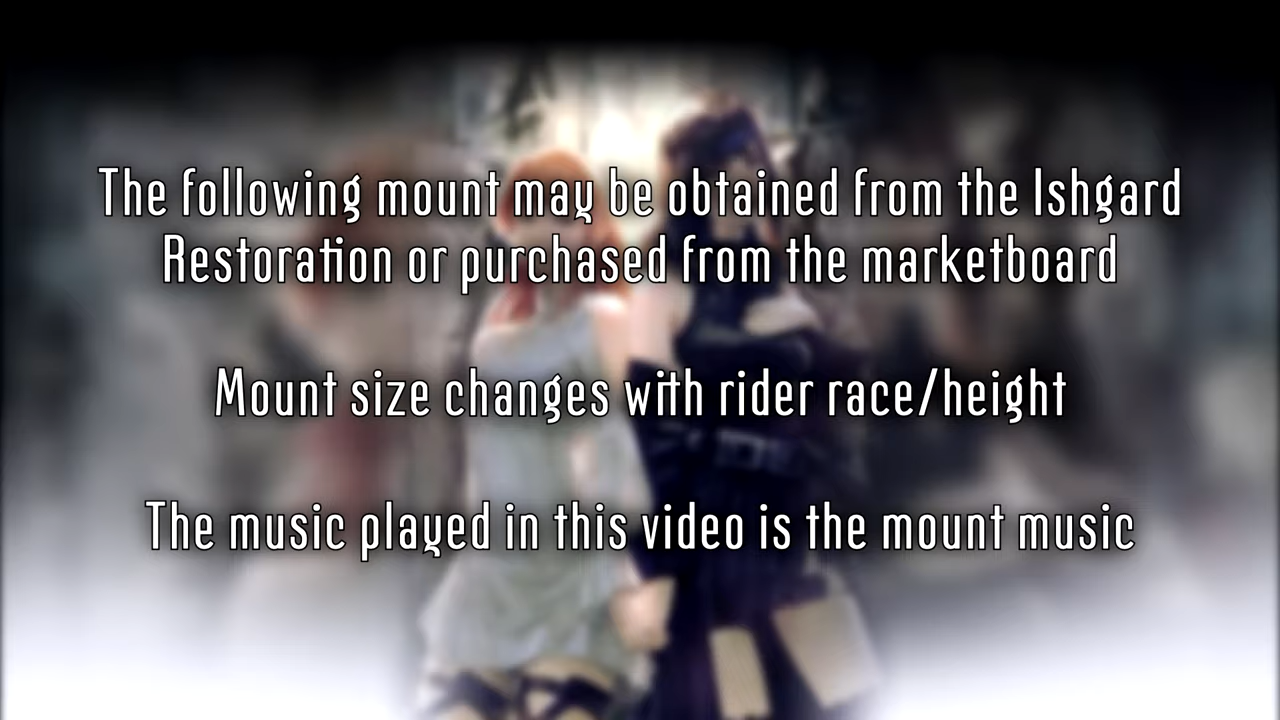 The following mount may be obtained from the Ishgard
Restoration or purchased from the marketboard
Mount size changes with rider race/height
The music played in this video is the mount music